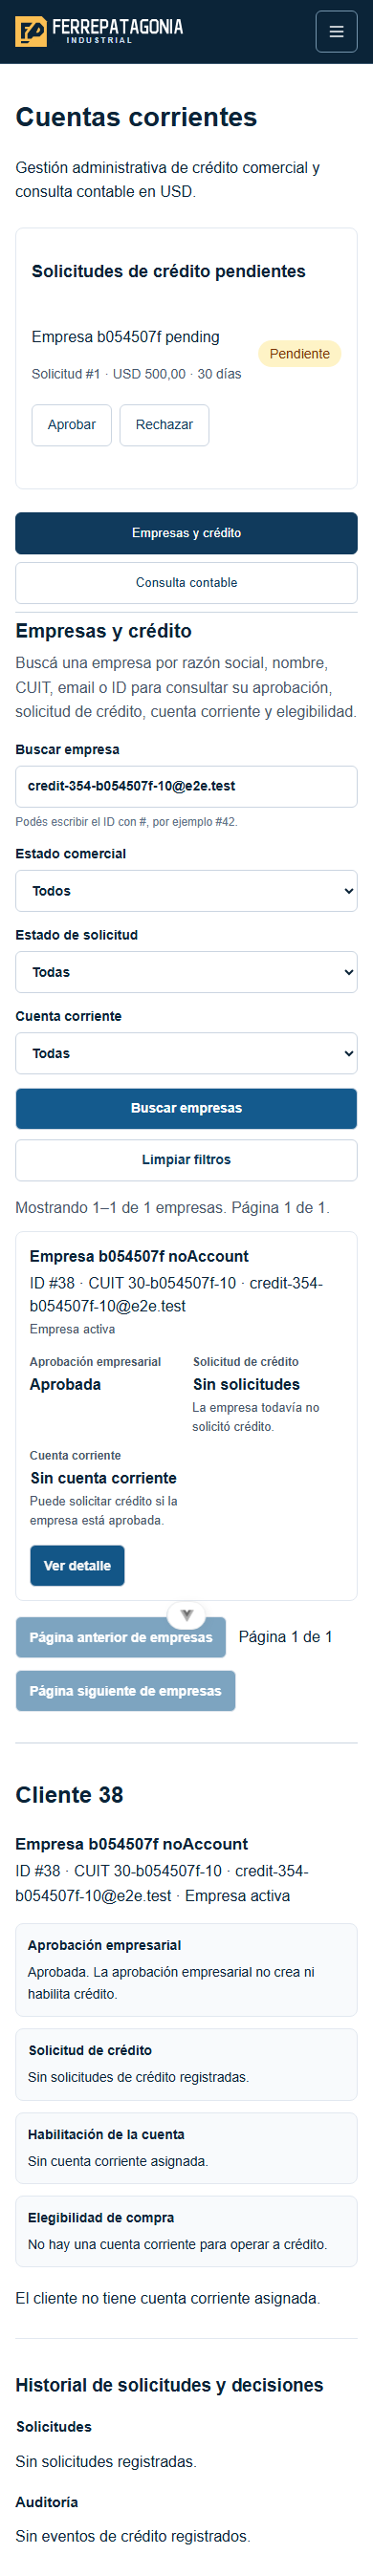 FERREPATAGONIA
INDUSTRIAL
Cuentas corrientes
Gestión administrativa de crédito comercial y
consulta contable en USD.
Solicitudes de crédito pendientes
Empresa b054507f pending
Pendiente
Solicitud #1 · USD 500,00 · 30 días
Aprobar
Rechazar
Empresas y crédito
Consulta contable
Empresas y crédito
Buscá una empresa por razón social, nombre,
CUIT, email o ID para consultar su aprobación,
solicitud de crédito, cuenta corriente y elegibilidad.
Buscar empresa
credit-354-b054507f-10@e2e.test
Podés escribir el ID con #, por ejemplo #42.
Estado comercial
Todos
Estado de solicitud
Todas
Cuenta corriente
Todas
Buscar empresas
Limpiar filtros
Mostrando 1–1 de 1 empresas. Página 1 de 1.
Empresa b054507f noAccount
ID #38 · CUIT 30-b054507f-10 · credit-354-
b054507f-10@e2e.test
Empresa activa
Aprobación empresarial
Aprobada
Solicitud de crédito
Sin solicitudes
La empresa todavía no
solicitó crédito.
Cuenta corriente
Sin cuenta corriente
Puede solicitar crédito si la
empresa está aprobada.
Ver detalle
Página anterior de empresas
Página 1 de 1
Página siguiente de empresas
Cliente 38
Empresa b054507f noAccount
ID #38 · CUIT 30-b054507f-10 · credit-354-
b054507f-10@e2e.test · Empresa activa
Aprobación empresarial
Aprobada. La aprobación empresarial no crea ni
habilita crédito.
Solicitud de crédito
Sin solicitudes de crédito registradas.
Habilitación de la cuenta
Sin cuenta corriente asignada.
Elegibilidad de compra
No hay una cuenta corriente para operar a crédito.
El cliente no tiene cuenta corriente asignada.
Historial de solicitudes y decisiones
Solicitudes
Sin solicitudes registradas.
Auditoría
Sin eventos de crédito registrados.